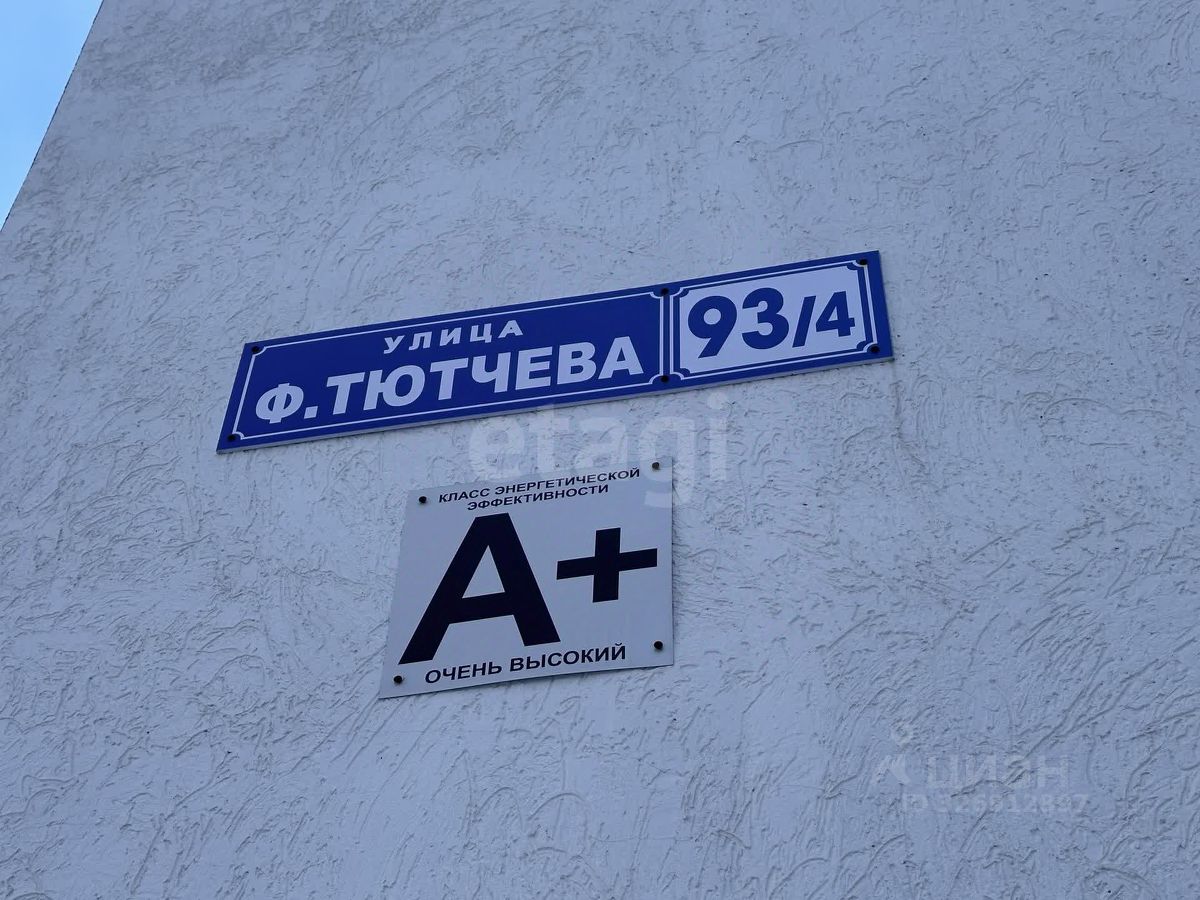 УЛИЦА
Ф.ТЮТЧЕВА
93/4
etagi
КЛАСС ЭНЕРГЕТИЧЕСКОЙ
ЭФФЕКТИВНОСТИ
А+
ОЧЕНЬ ВЫСОКИЙ
ЦИАН